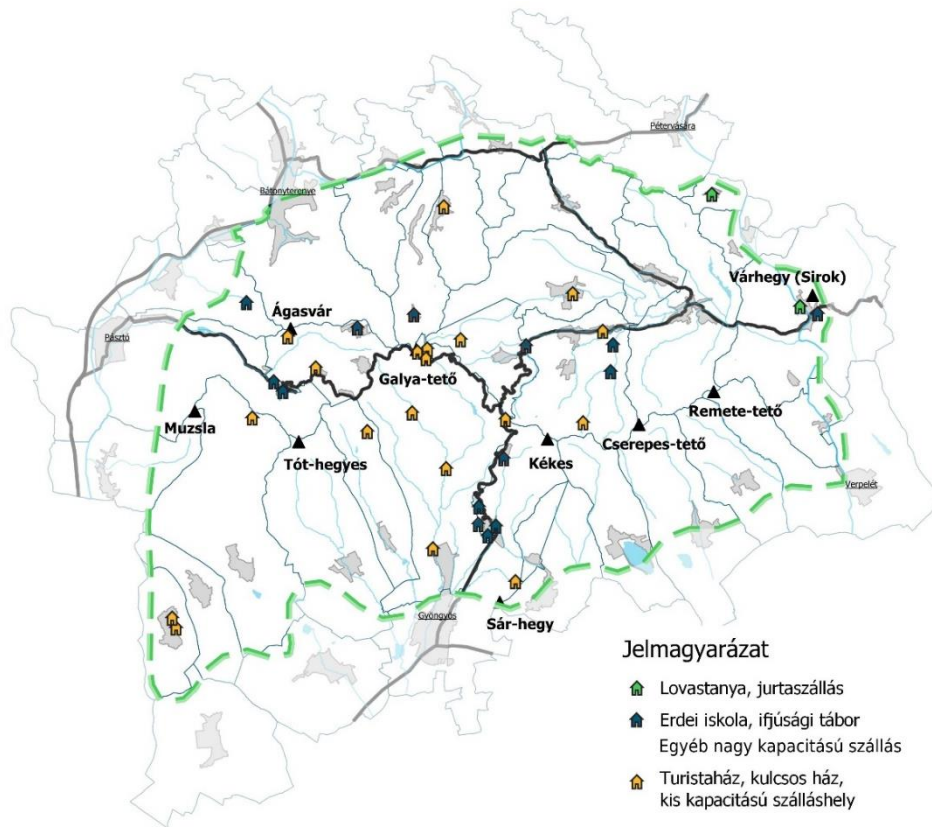 Pétervására
Bátonyterenye
Várhegy (Sirok)
Ágasvár
Pásztó
Galya-tető
Remete-tető
Muzsla
Cserepes-tető
Kékes
Tót-hegyes
Verpelét
Gyöngyös
Sár-hegy
Jelmagyarázat
Lovastanya, jurtaszállás
Erdei iskola, ifjúsági tábor
Egyéb nagy kapacitású szállás
Turistaház, kulcsos ház,
kis kapacitású szálláshely